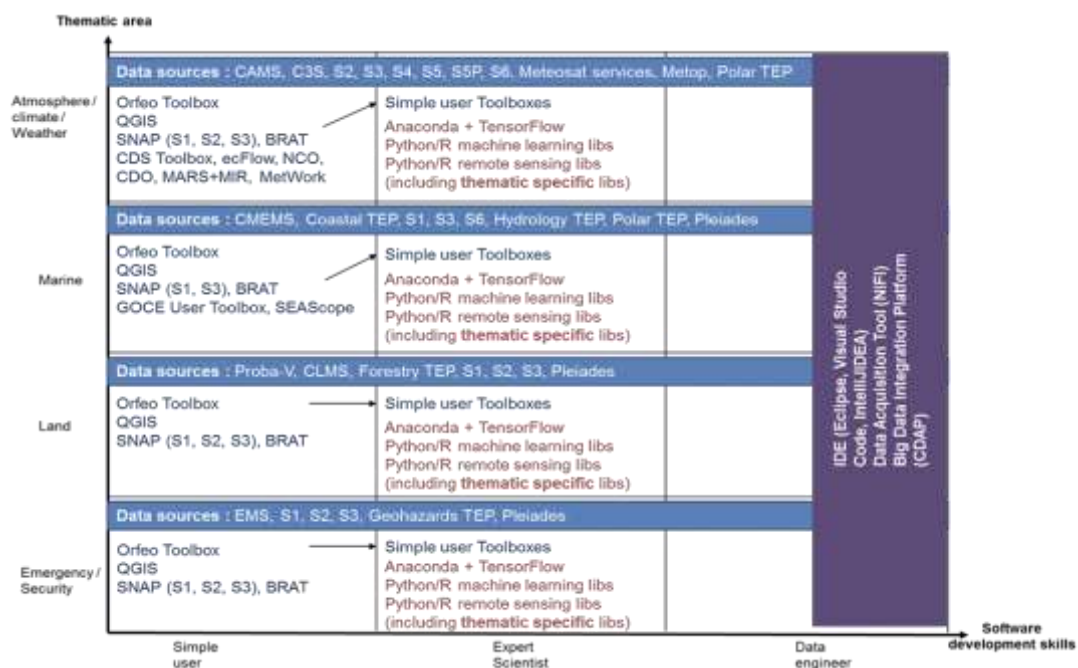 Thematic area
Data sources : CAMS, C3S, S2, S3, S4, S5, S5P, S6, Meteosat services, Metop, Polar TEP
Atmosphere /
climate /
Weather
Orfeo Toolbox
QGIS
SNAP (S1, S2, S3), BRAT
CDS Toolbox, ecFlow, NCO,
CDO, MARS+MIR, MetWork
Simple user Toolboxes
Anaconda + TensorFlow
Python/R machine learning libs
Python/R remote sensing libs
(including thematic specific libs)
Data sources : CMEMS, Coastal TEP, S1, S3, S6, Hydrology TEP, Polar TEP, Pleiades
Marine
Orfeo Toolbox
QGIS
SNAP (S1, S3), BRAT
GOCE User Toolbox, SEAScope
Simple user Toolboxes
Anaconda + TensorFlow
Python/R machine learning libs
Python/R remote sensing libs
(including thematic specific libs)
Data sources : Proba-V, CLMS, Forestry TEP, S1, S2, S3, Pleiades
Land
Orfeo Toolbox
QGIS
SNAP (S1, S2, S3), BRAT
Simple user Toolboxes
Anaconda + TensorFlow
Python/R machine learning libs
Python/R remote sensing libs
(including thematic specific libs)
Data sources : EMS, S1, S2, S3, Geohazards TEP, Pleiades
Emergency /
Security
Orfeo Toolbox
QGIS
SNAP (S1, S2, S3), BRAT
Simple user Toolboxes
Anaconda + TensorFlow
Python/R machine learning libs
Python/R remote sensing libs
(including thematic specific libs)
IDE (Eclipse, Visual Studio
Code, IntelliJIDEA)
Data Acquisition Tool (NiFI)
Big Data Integration Platform
(CDAP)
Simple
user
Expert
Scientist
Data
engineer
Software
development skills